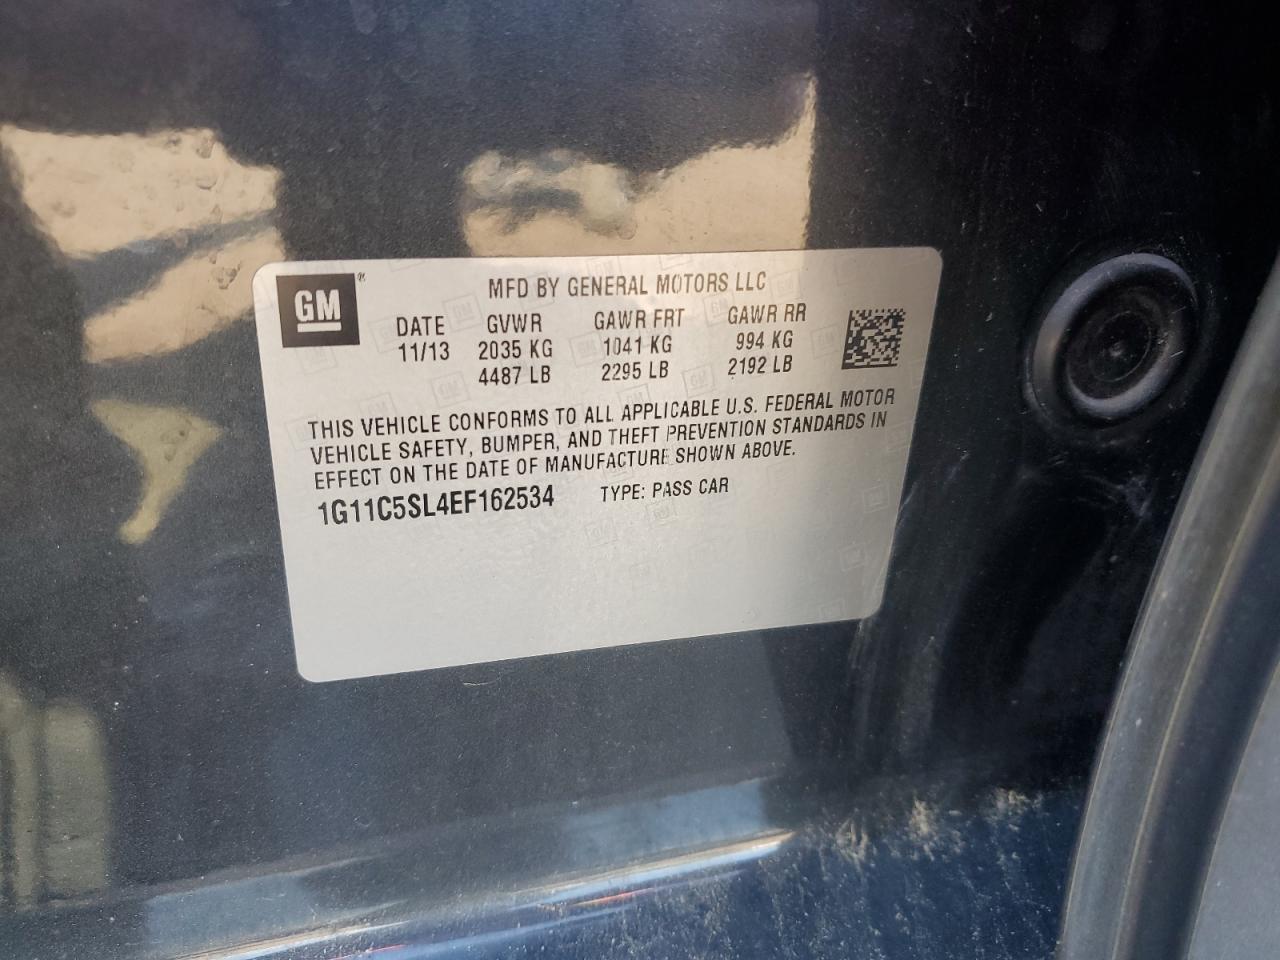 GM®
MFD BY GENERAL MOTORS LLC
DATE GVWR GAWR FRT GAWR RR
11/13 2035 KG 1041 KG 994 KG
4487 LB 2295 LB 2192 LB
THIS VEHICLE CONFORMS TO ALL APPLICABLE U.S. FEDERAL MOTOR
VEHICLE SAFETY, BUMPER, AND THEFT PREVENTION STANDARDS IN
EFFECT ON THE DATE OF MANUFACTURE SHOWN ABOVE.
1G11C5SL4EF162534 TYPE: PASS CAR